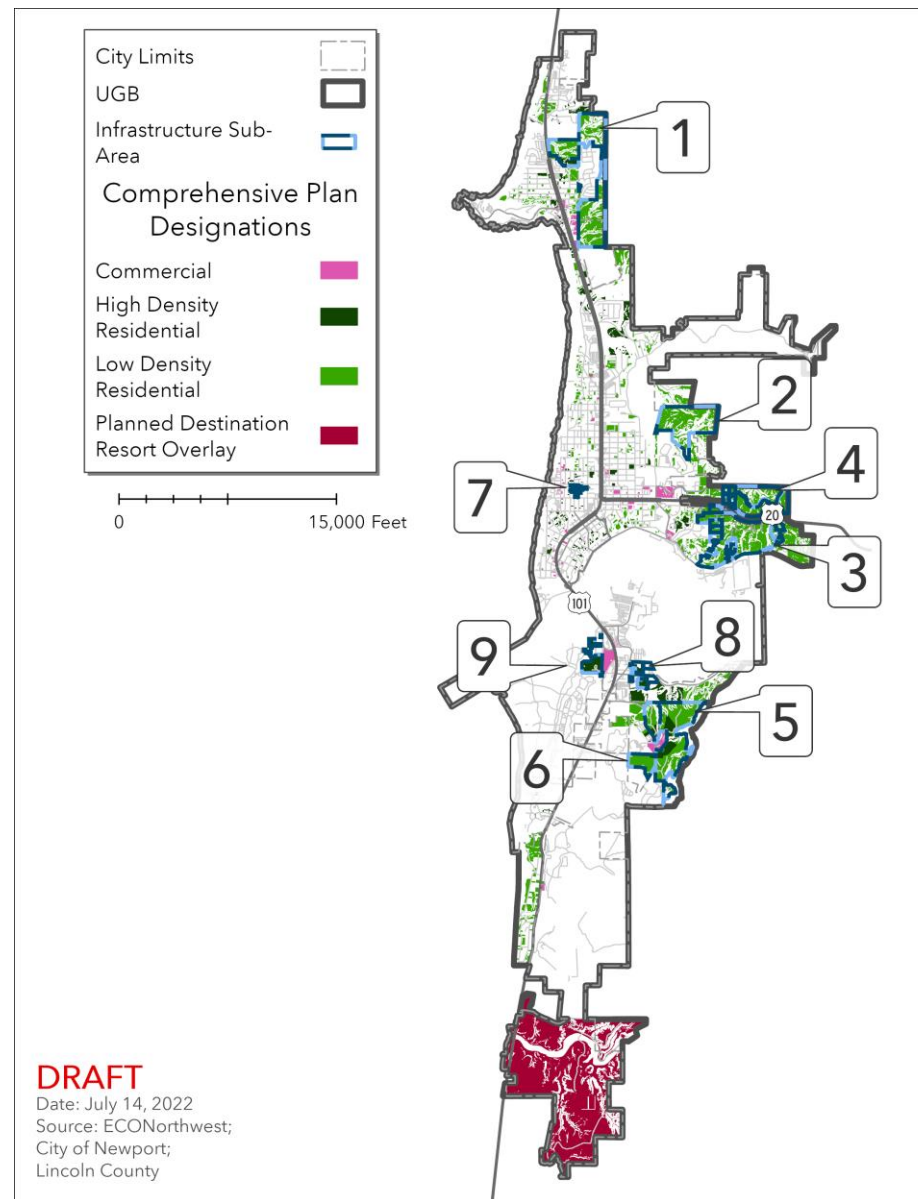 City Limits
UGB
Infrastructure Sub-
Area
Comprehensive Plan
Designations
Commercial
High Density
Residential
Low Density
Residential
Planned Destination
Resort Overlay
0 15,000 Feet
1
2
4
7
20
3
101
9
8
5
6
DRAFT
Date: July 14, 2022
Source: ECONorthwest;
City of Newport;
Lincoln County